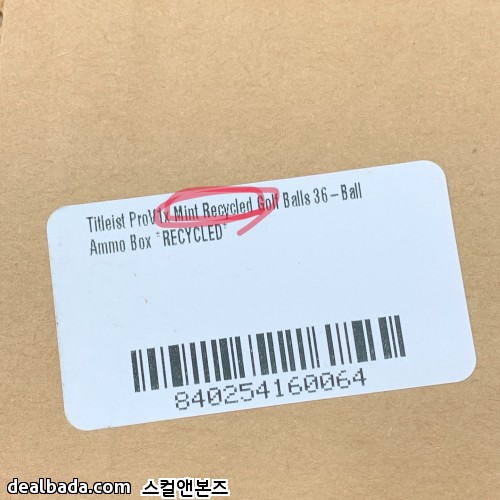 Titleist ProV1x Mint Recycled Golf Balls 36-Ball
Ammo Box *RECYCLED*
840254160064
dealbada.com 스컬앤본즈